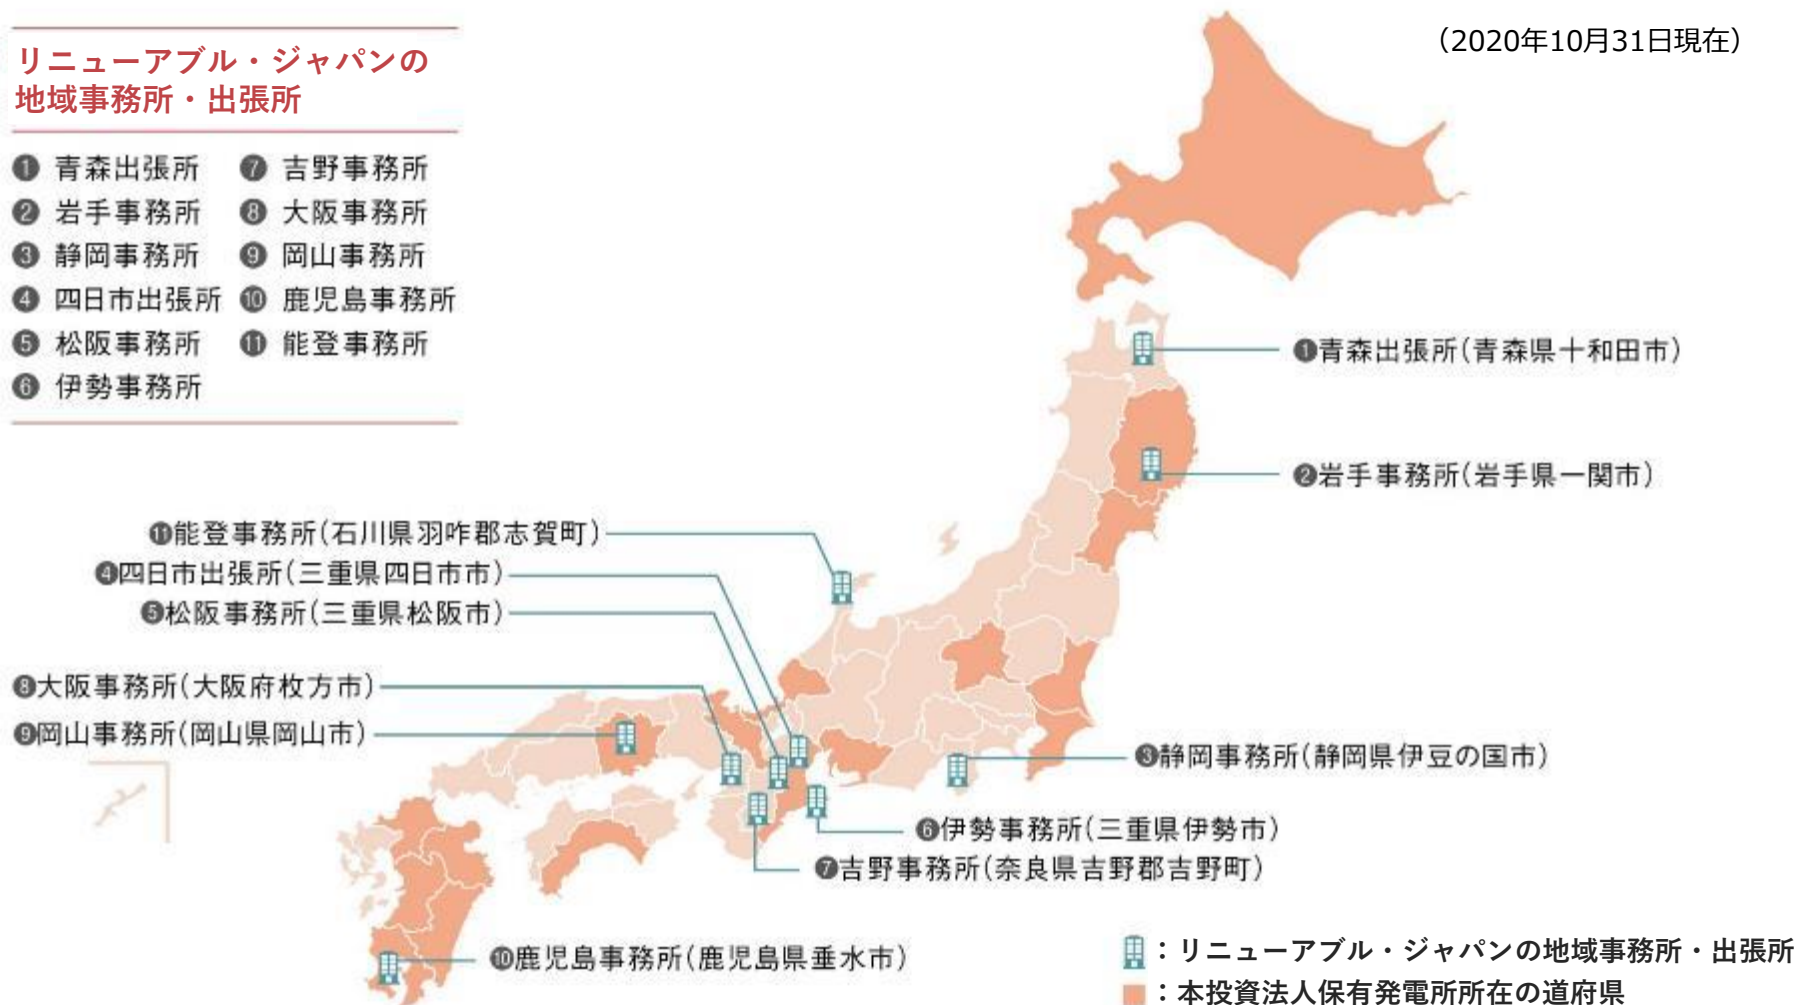 (2020年10月31日現在)
リニューアブル・ジャパンの
地域事務所・出張所
❶ 青森出張所
❷ 岩手事務所
❸ 静岡事務所
❹ 四日市出張所
❺ 松阪事務所
❻ 伊勢事務所
❼ 吉野事務所
❽ 大阪事務所
❾ 岡山事務所
❿ 鹿児島事務所
⓫ 能登事務所
❶青森出張所(青森県十和田市)
❷岩手事務所(岩手県一関市)
⓫能登事務所(石川県羽咋郡志賀町)
❹四日市出張所(三重県四日市市)
❺松阪事務所(三重県松阪市)
❽大阪事務所(大阪府枚方市)
❾岡山事務所(岡山県岡山市)
❸静岡事務所(静岡県伊豆の国市)
❻伊勢事務所(三重県伊勢市)
❼吉野事務所(奈良県吉野郡吉野町)
❿鹿児島事務所(鹿児島県垂水市)
：リニューアブル・ジャパンの地域事務所・出張所
：本投資法人保有発電所所在の道府県